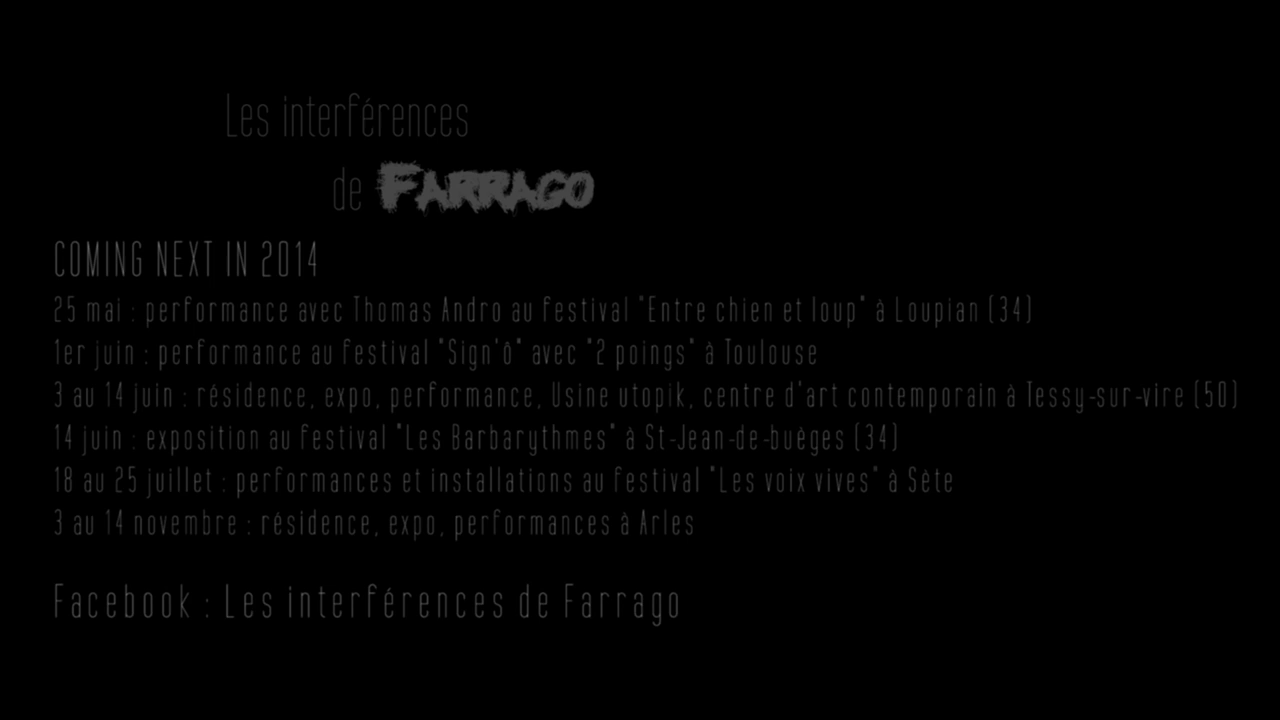 Les interférences
de FARRAGO
COMING NEXT IN 2014
25 mai : performance avec Thomas Andro au festival "Entre chien et loup" à Loupian (34)
1er juin : performance au festival "Sign'ô" avec "2 poings" à Toulouse
3 au 14 juin : résidence, expo, performance, Usine utopik, centre d'art contemporain à Tessy-sur-vire (50)
14 juin : exposition au festival "Les Barbarythmes" à St-Jean-de-buèges (34)
18 au 25 juillet : performances et installations au festival "Les voix vives" à Sète
3 au 14 novembre : résidence, expo, performances à Arles
Facebook : Les interférences de Farrago